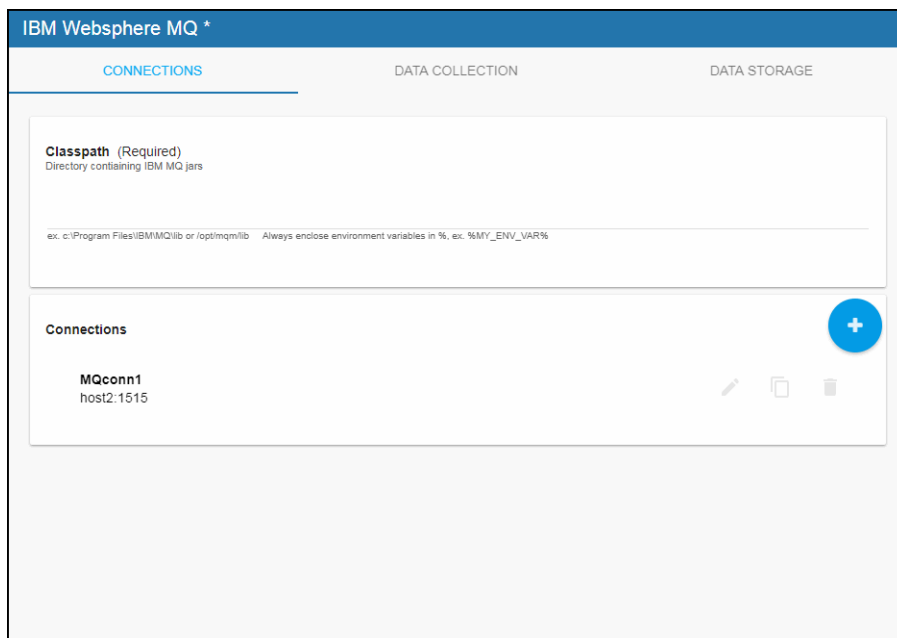 IBM Websphere MQ *
CONNECTIONS DATA COLLECTION DATA STORAGE
Classpath (Required)
Directory contiaining IBM MQ jars
ex. c:\Program Files\IBM\MQ\lib or /opt/mqm/lib Always enclose environment variables in %, ex. %MY_ENV_VAR%
Connections
MQconn1
host2:1515